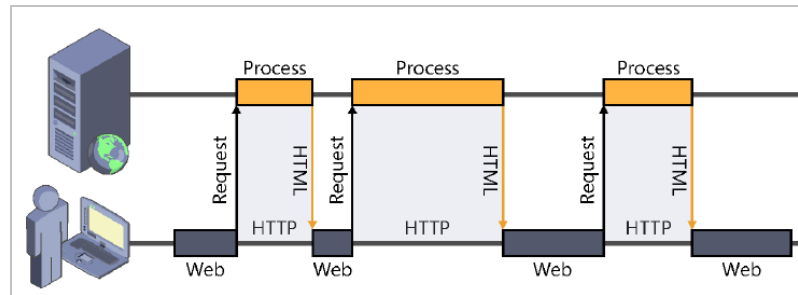 Process
Process
Process
Request
HTML
Request
HTML
Request
HTML
HTTP
HTTP
HTTP
Web
Web
Web
Web